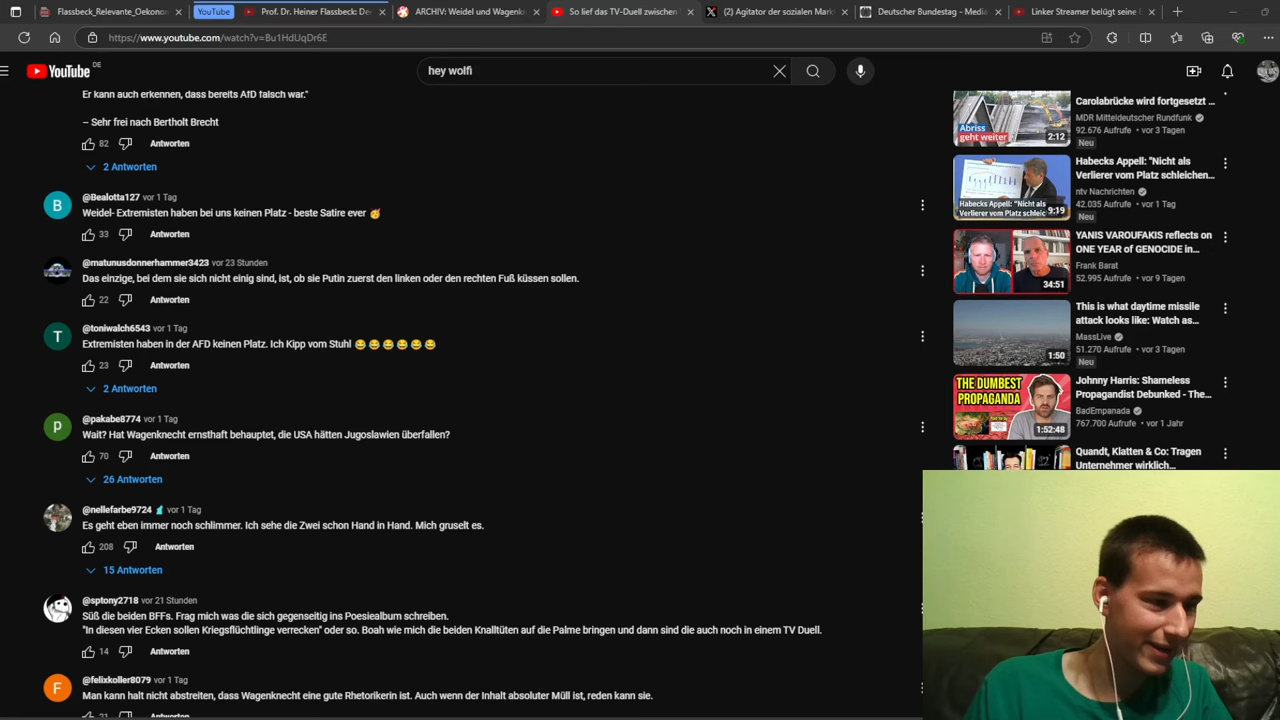 Flassbeck_Relevante_Oekonom
YouTube
Prof. Dr. Heiner Flassbeck: De
ARCHIV: Weidel und Wagenkn
So lief das TV-Duell zwischen
(2) Agitator der sozialen Mark
Deutscher Bundestag - Medie
Linker Streamer belügt seine
https://www.youtube.com/watch?v=Bu1HdUqDr6E
YouTube
DE
hey wolfi
Er kann auch erkennen, dass bereits AfD falsch war."
– Sehr frei nach Bertholt Brecht
82 Antworten
2 Antworten
B
@Bealotta127 vor 1 Tag
Weidel- Extremisten haben bei uns keinen Platz - beste Satire ever
33 Antworten
@matunusdonnerhammer3423 vor 23 Stunden
Das einzige, bei dem sie sich nicht einig sind, ist, ob sie Putin zuerst den linken oder den rechten Fuß küssen sollen.
22 Antworten
T
@toniwalch6543 vor 1 Tag
Extremisten haben in der AFD keinen Platz. Ich Kipp vom Stuhl 😂😂😂😂😂😂
23 Antworten
2 Antworten
p
@pakabe8774 vor 1 Tag
Wait? Hat Wagenknecht ernsthaft behauptet, die USA hätten Jugoslawien überfallen?
70 Antworten
26 Antworten
@nellefarbe9724 vor 1 Tag
Es geht eben immer noch schlimmer. Ich sehe die Zwei schon Hand in Hand. Mich gruselt es.
208 Antworten
15 Antworten
@sptony2718 vor 21 Stunden
Süß die beiden BFFs. Frag mich was die sich gegenseitig ins Poesiealbum schreiben.
"In diesen vier Ecken sollen Kriegsflüchtlinge verrecken" oder so. Boah wie mich die beiden Knalltüten auf die Palme bringen und dann sind die auch noch in einem TV Duell.
14 Antworten
F
@felixkoller8079 vor 1 Tag
Man kann halt nicht abstreiten, dass Wagenknecht eine gute Rhetorikerin ist. Auch wenn der Inhalt absoluter Müll ist, reden kann sie.
21 Antworten
Abriss
geht weiter
2:12
Carolabrücke wird fortgesetzt ...
MDR Mitteldeutscher Rundfunk
92.676 Aufrufe • vor 3 Tagen
Neu
Habecks Appell: "Nicht als
Verlierer vom Platz schleic
9:19
Habecks Appell: "Nicht als
Verlierer vom Platz schleichen...
ntv Nachrichten
42.035 Aufrufe • vor 1 Tag
Neu
34:51
YANIS VAROUFAKIS reflects on
ONE YEAR of GENOCIDE in...
Frank Barat
52.995 Aufrufe • vor 9 Tagen
1:50
This is what daytime missile
attack looks like: Watch as...
MassLive
51.270 Aufrufe • vor 3 Tagen
Neu
THE DUMBEST
PROPAGANDA
1:52:48
Johnny Harris: Shameless
Propagandist Debunked - The...
BadEmpanada
767.700 Aufrufe • vor 1 Jahr
Quandt, Klatten & Co: Tragen
Unternehmer wirklich...